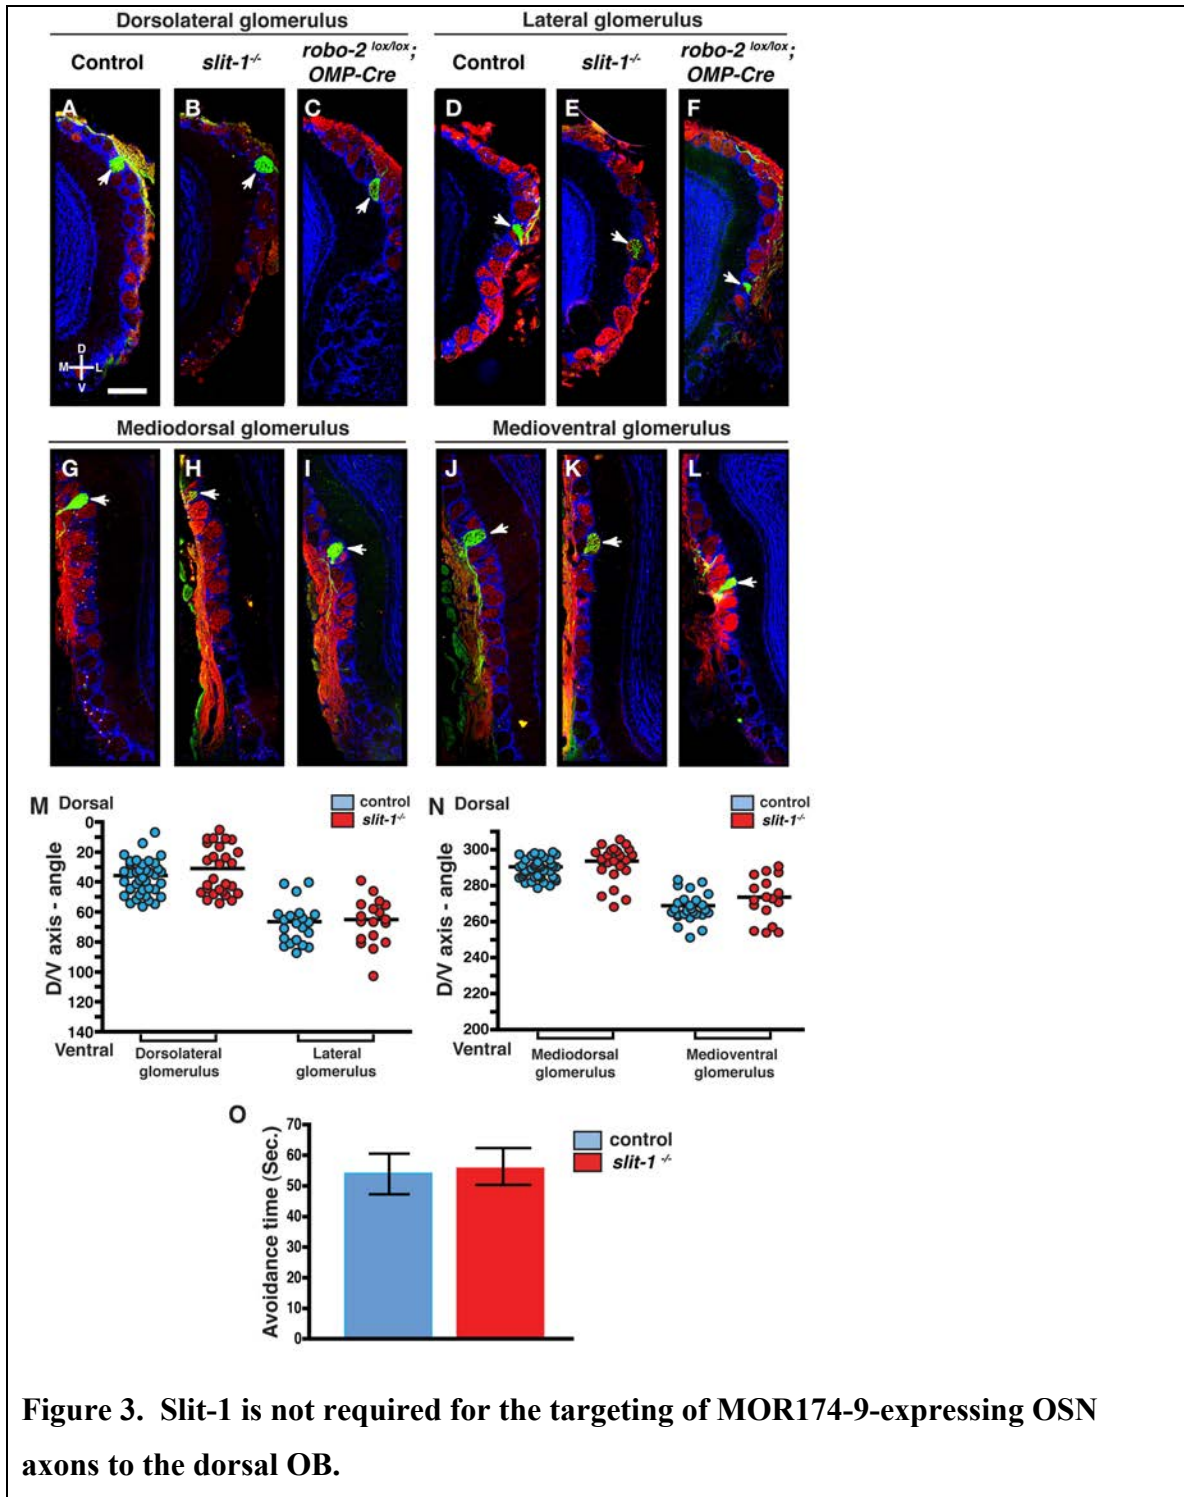 Dorsolateral glomerulus
Lateral glomerulus
Control
slit-1-/-
robo-2 lox/lox;
OMP-Cre
Control
slit-1-/-
robo-2 lox/lox;
OMP-Cre
A
B
C
D
E
F
D
M
L
V
Mediodorsal glomerulus
Medioventral glomerulus
G
H
I
J
K
L
M
Dorsal
control
slit-1-/-
D/V axis - angle
0
20
40
60
80
100
120
140
Ventral
Dorsolateral
glomerulus
Lateral
glomerulus
N
Dorsal
control
slit-1-/-
D/V axis - angle
300
280
260
240
220
200
Ventral
Mediodorsal
glomerulus
Medioventral
glomerulus
O
Avoidance time (Sec.)
70
60
50
40
30
20
10
0
control
slit-1 -/-
Figure 3. Slit-1 is not required for the targeting of MOR174-9-expressing OSN
axons to the dorsal OB.